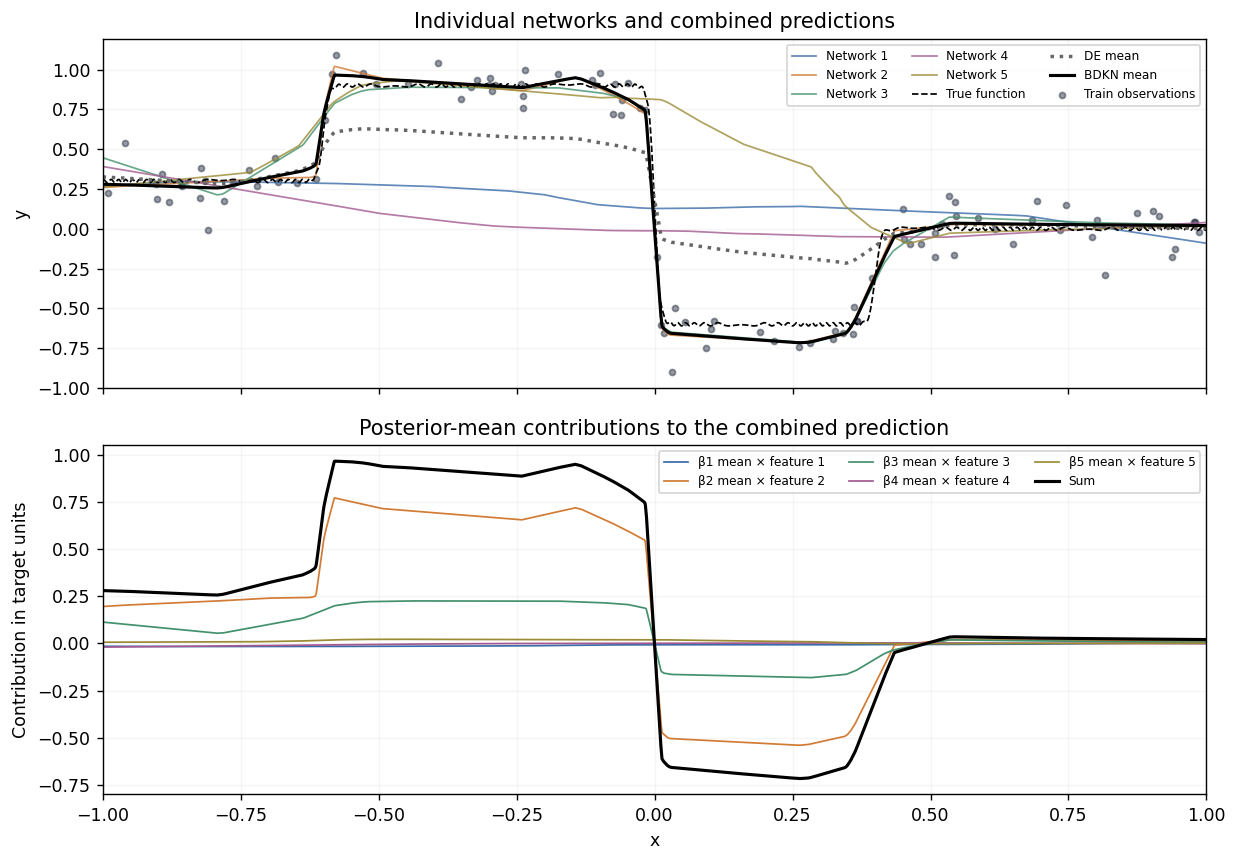 Individual networks and combined predictions
y
1.00
0.75
0.50
0.25
0.00
−0.25
−0.50
−0.75
−1.00
Network 1
Network 2
Network 3
Network 4
Network 5
True function
DE mean
BDKN mean
Train observations
Posterior-mean contributions to the combined prediction
Contribution in target units
1.00
0.75
0.50
0.25
0.00
−0.25
−0.50
−0.75
β1 mean × feature 1
β2 mean × feature 2
β3 mean × feature 3
β4 mean × feature 4
β5 mean × feature 5
Sum
−1.00 −0.75 −0.50 −0.25 0.00 0.25 0.50 0.75 1.00
x